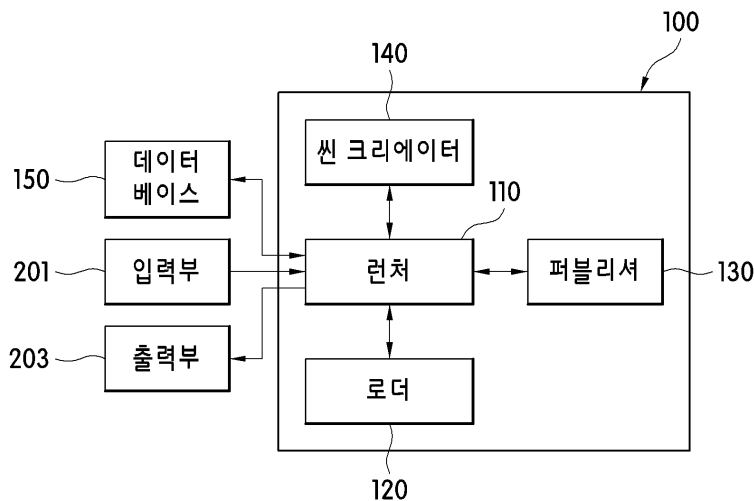 100
140
씬 크리에이터
데이터
베이스
150
110
201
입력부
런처
퍼블리셔
130
203
출력부
로더
120